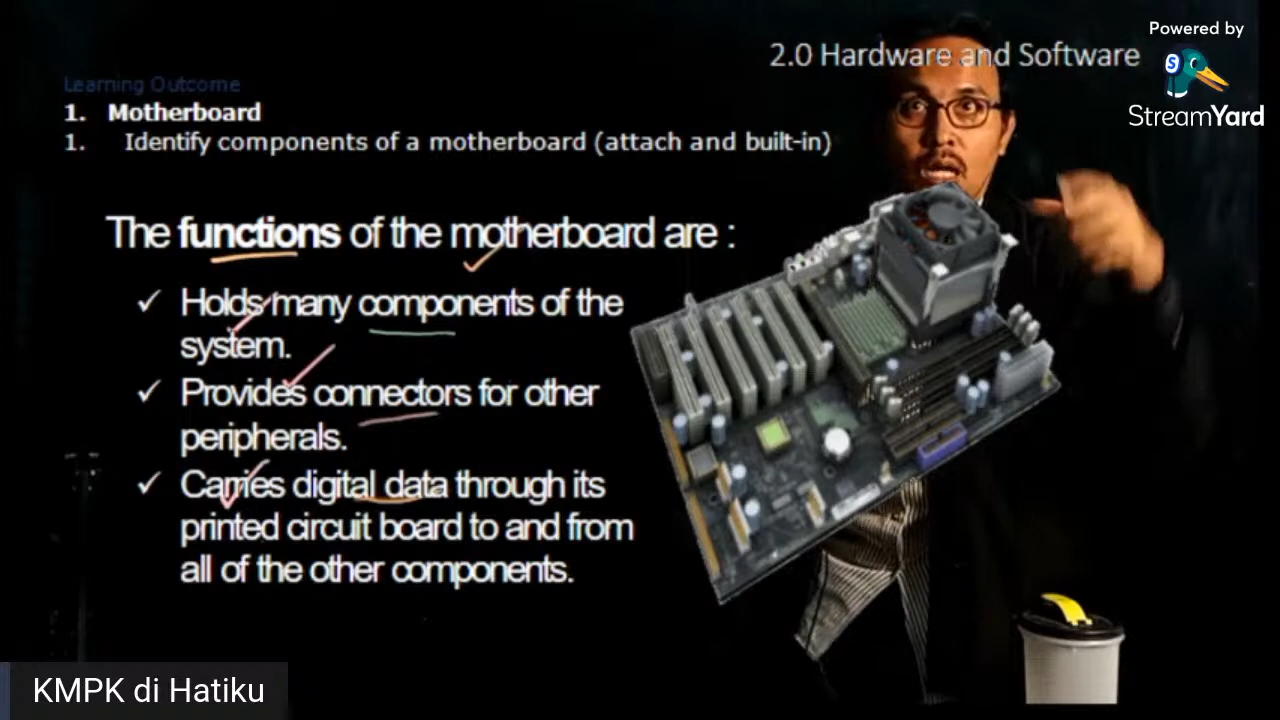 Powered by
2.0 Hardware and Software
StreamYard
Learning Outcome
1. Motherboard
1. Identify components of a motherboard (attach and built-in)
The functions of the motherboard are :
✓ Holds many components of the
system.
✓ Provides connectors for other
peripherals.
✓ Carries digital data through its
printed circuit board to and from
all of the other components.
KMPK di Hatiku